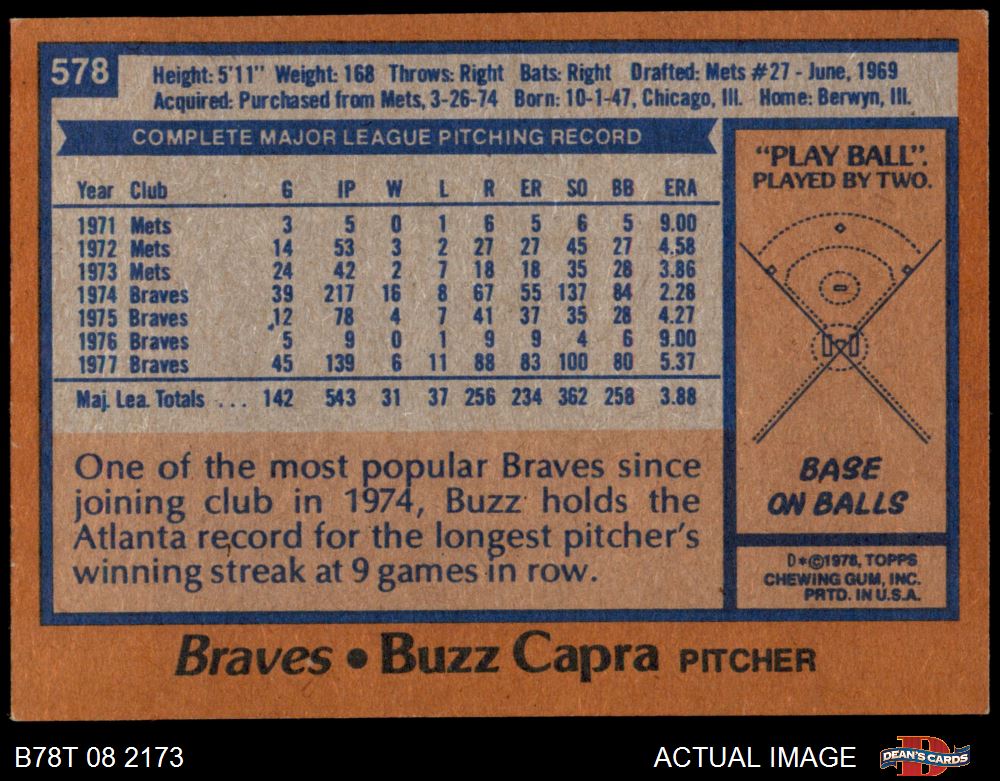 578
Height: 5'11" Weight: 168 Throws: Right Bats: Right Drafted: Mets #27 - June, 1969
Acquired: Purchased from Mets, 3-26-74 Born: 10-1-47, Chicago, Ill. Home: Berwyn, Ill.
COMPLETE MAJOR LEAGUE PITCHING RECORD
Year Club G IP W L R ER SO BB ERA
1971 Mets 3 5 0 1 6 5 6 5 9.00
1972 Mets 14 53 3 2 27 27 45 27 4.58
1973 Mets 24 42 2 7 18 18 35 28 3.86
1974 Braves 39 217 16 8 67 55 137 84 2.28
1975 Braves 12 78 4 7 41 37 35 28 4.27
1976 Braves 5 9 0 1 9 9 4 6 9.00
1977 Braves 45 139 6 11 88 83 100 80 5.37
Maj. Lea. Totals ... 142 543 31 37 256 234 362 258 3.88
One of the most popular Braves since
joining club in 1974, Buzz holds the
Atlanta record for the longest pitcher's
winning streak at 9 games in row.
"PLAY BALL".
PLAYED BY TWO.
BASE
ON BALLS
D*©1978, TOPPS
CHEWING GUM, INC.
PRTD. IN U.S.A.
Braves • Buzz Capra PITCHER
B78T 08 2173
ACTUAL IMAGE
DEAN'S CARDS